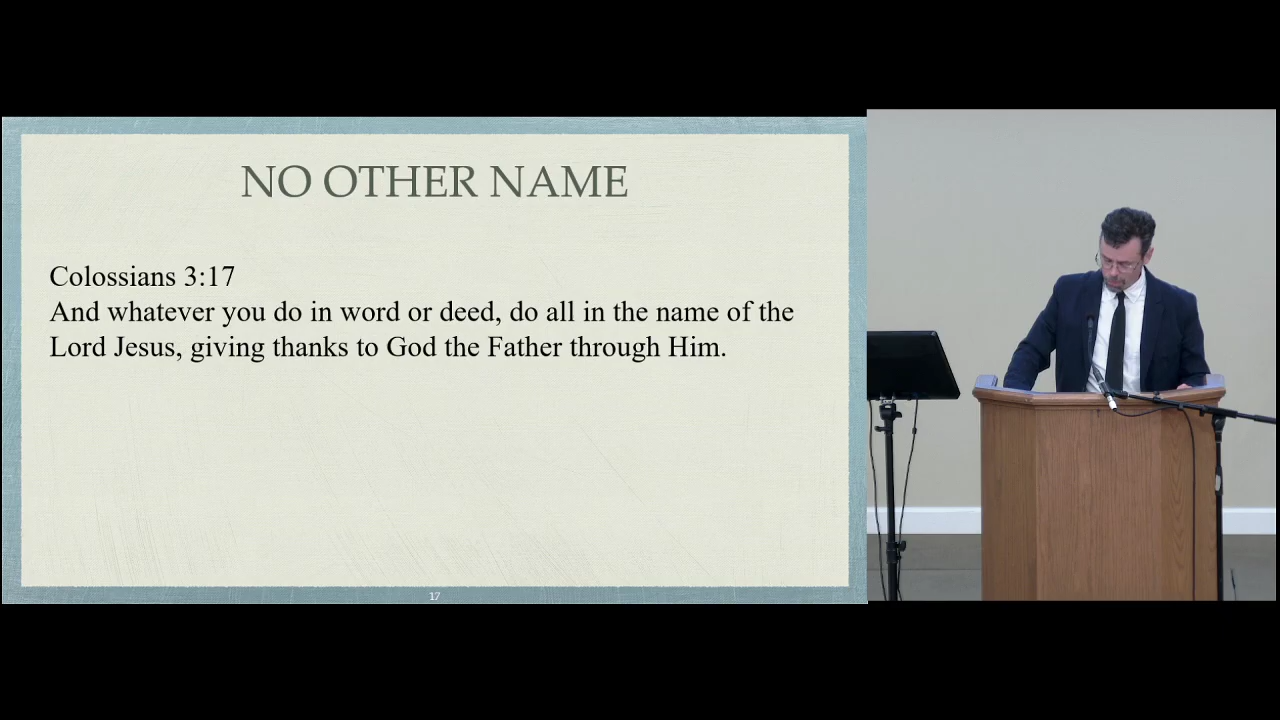 NO OTHER NAME
Colossians 3:17
And whatever you do in word or deed, do all in the name of the
Lord Jesus, giving thanks to God the Father through Him.
17